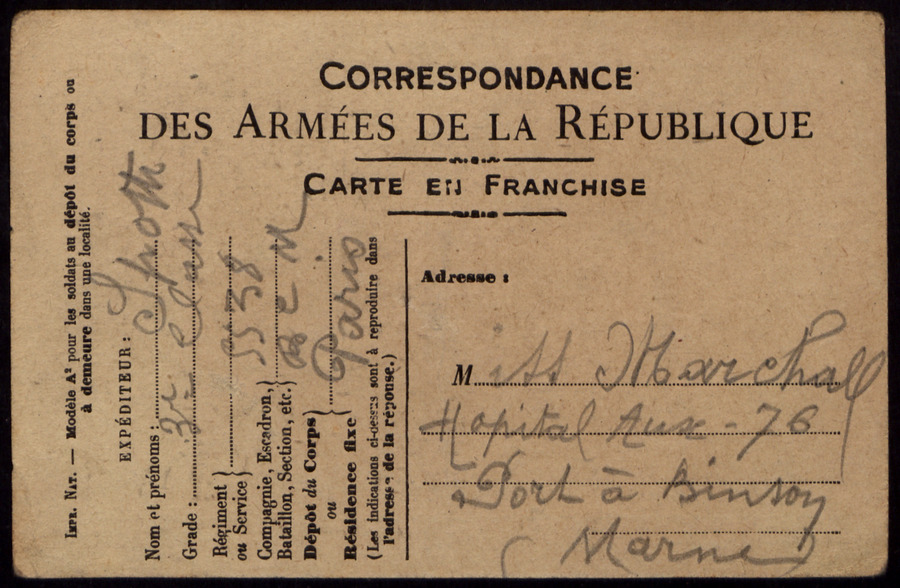 CORRESPONDANCE
DES ARMÉES DE LA RÉPUBLIQUE
CARTE EN FRANCHISE
IMPR. NAT. — Modèle A² pour les soldats au dépôt du corps ou
à demeure dans une localité.
EXPÉDITEUR :
Nom et prénoms :
Grade :
Régiment
ou Service
Compagnie, Escadron,
Bataillon, Section, etc.
Dépôt du Corps
ou
Résidence fixe
Paris
(Les indications ci-dessus sont à reproduire dans
l'adresse de la réponse.)
Adresse :
M Marchall
Hopital Aux - 76
Port à Binson
(Marne)